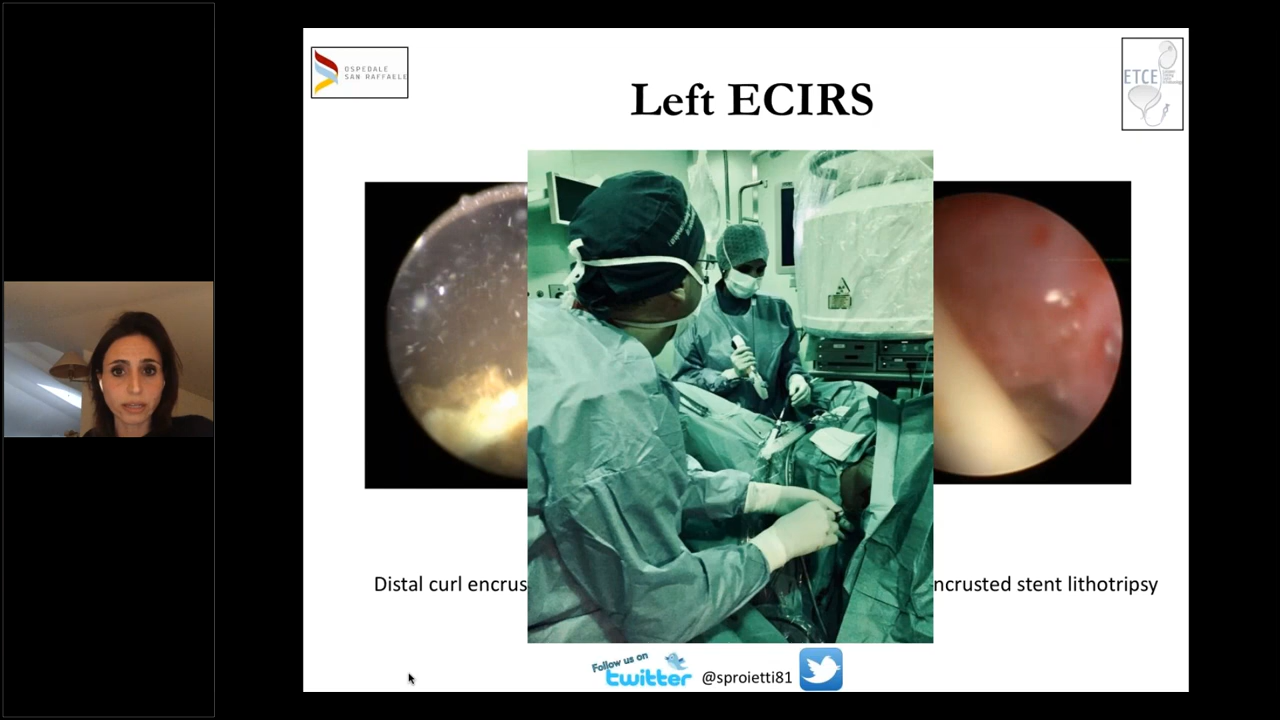 OSPEDALE
SAN RAFFAELE
ETCE
Left ECIRS
Distal curl encrus
ncrusted stent lithotripsy
Follow us on
twitter
@sproietti81